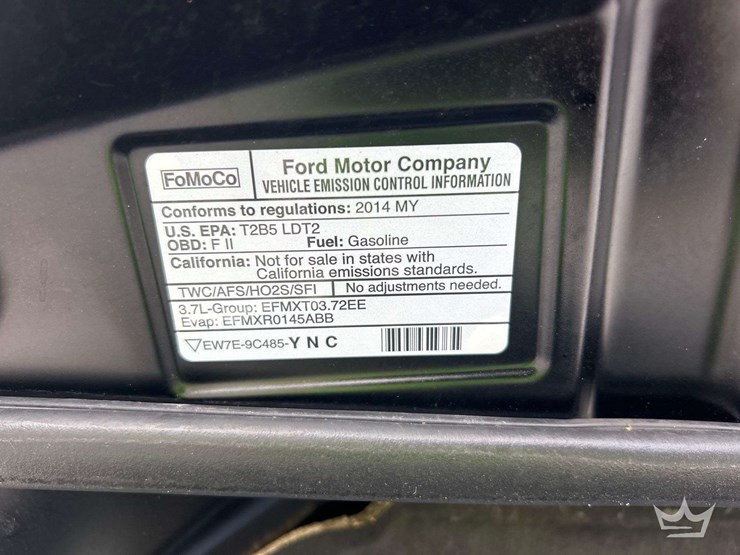 FoMoCo
Ford Motor Company
VEHICLE EMISSION CONTROL INFORMATION
Conforms to regulations: 2014 MY
U.S. EPA: T2B5 LDT2
OBD: F II Fuel: Gasoline
California: Not for sale in states with
California emissions standards.
TWC/AFS/HO2S/SFI No adjustments needed.
3.7L-Group: EFMXT03.72EE
Evap: EFMXR0145ABB
EW7E-9C485-Y N C